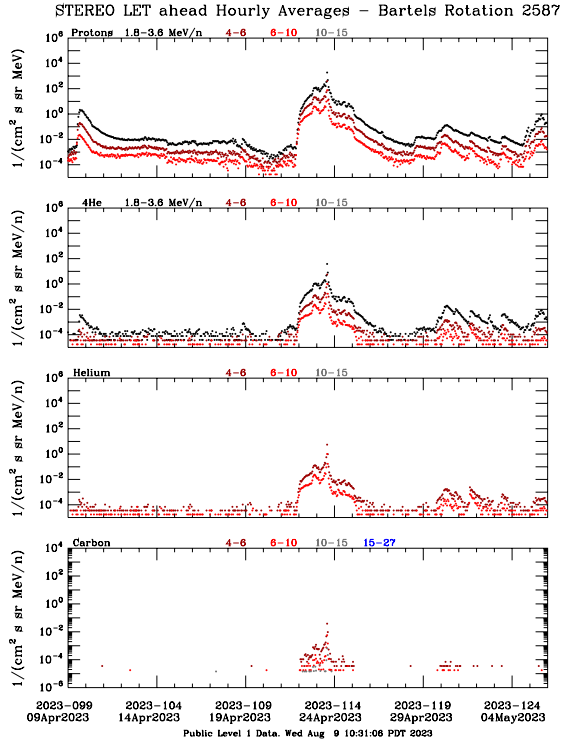 STEREO LET ahead Hourly Averages – Bartels Rotation 2587
Protons 1.8–3.6 MeV/n 4–6 6–10 10–15
1/(cm² s sr MeV)
10⁶
10⁴
10²
10⁰
10⁻²
10⁻⁴
4He 1.8–3.6 MeV/n 4–6 6–10 10–15
1/(cm² s sr MeV/n)
10⁶
10⁴
10²
10⁰
10⁻²
10⁻⁴
Helium 4–6 6–10 10–15
1/(cm² s sr MeV/n)
10⁶
10⁴
10²
10⁰
10⁻²
10⁻⁴
Carbon 4–6 6–10 10–15 15–27
1/(cm² s sr MeV/n)
10⁴
10²
10⁰
10⁻²
10⁻⁴
10⁻⁶
2023–099 2023–104 2023–109 2023–114 2023–119 2023–124
09Apr2023 14Apr2023 19Apr2023 24Apr2023 29Apr2023 04May2023
Public Level 1 Data. Wed Aug 9 10:31:06 PDT 2023